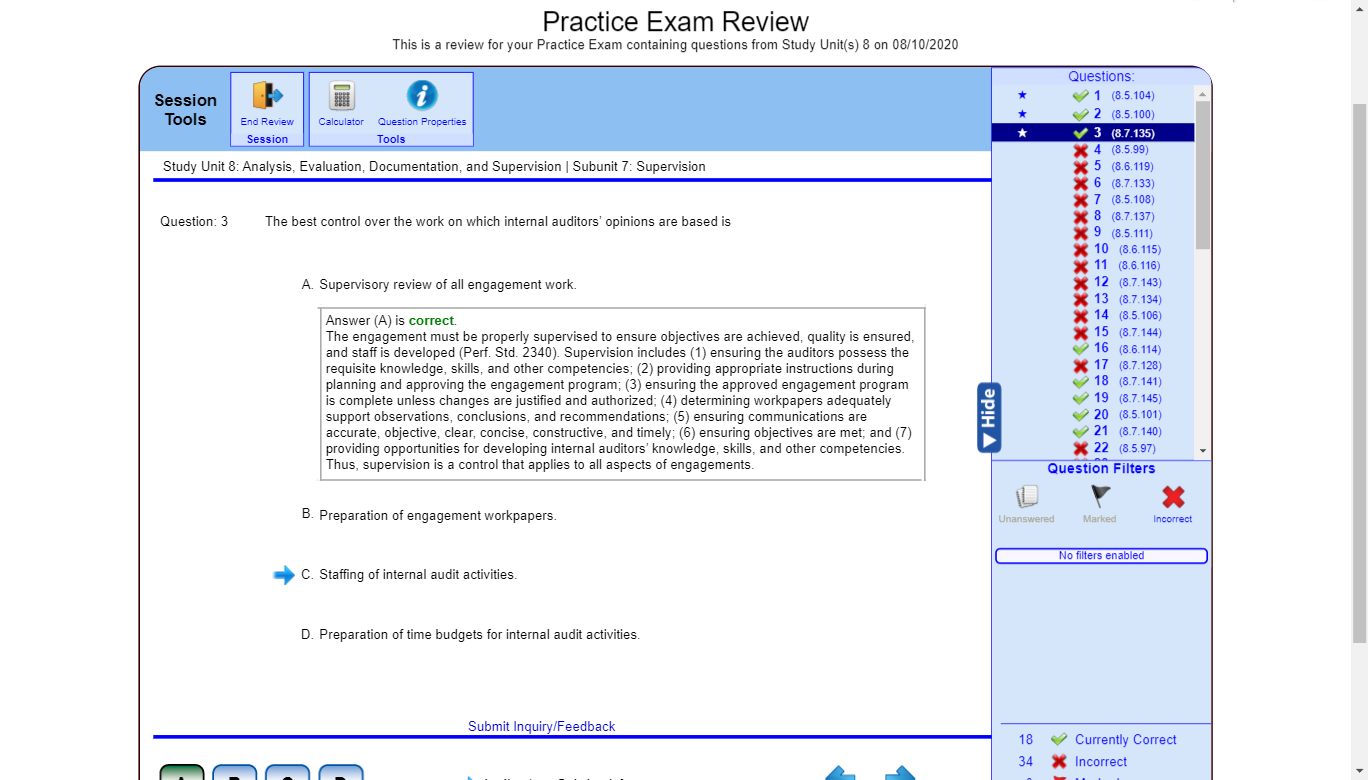 Practice Exam Review
This is a review for your Practice Exam containing questions from Study Unit(s) 8 on 08/10/2020
Session
Tools
End Review
Session
Calculator
Question Properties
Tools
Study Unit 8: Analysis, Evaluation, Documentation, and Supervision | Subunit 7: Supervision
Question: 3
The best control over the work on which internal auditors' opinions are based is
A. Supervisory review of all engagement work.
Answer (A) is correct.
The engagement must be properly supervised to ensure objectives are achieved, quality is ensured,
and staff is developed (Perf. Std. 2340). Supervision includes (1) ensuring the auditors possess the
requisite knowledge, skills, and other competencies; (2) providing appropriate instructions during
planning and approving the engagement program; (3) ensuring the approved engagement program
is complete unless changes are justified and authorized; (4) determining workpapers adequately
support observations, conclusions, and recommendations; (5) ensuring communications are
accurate, objective, clear, concise, constructive, and timely; (6) ensuring objectives are met; and (7)
providing opportunities for developing internal auditors' knowledge, skills, and other competencies.
Thus, supervision is a control that applies to all aspects of engagements.
B. Preparation of engagement workpapers.
C. Staffing of internal audit activities.
D. Preparation of time budgets for internal audit activities.
Submit Inquiry/Feedback
Questions:
1 (8.5.104)
2 (8.5.100)
3 (8.7.135)
4 (8.5.99)
5 (8.6.119)
6 (8.7.133)
7 (8.5.108)
8 (8.7.137)
9 (8.5.111)
10 (8.6.115)
11 (8.6.116)
12 (8.7.143)
13 (8.7.134)
14 (8.5.106)
15 (8.7.144)
16 (8.6.114)
17 (8.7.128)
18 (8.7.141)
19 (8.7.145)
20 (8.5.101)
21 (8.7.140)
22 (8.5.97)
Hide
Question Filters
Unanswered
Marked
Incorrect
No filters enabled
18 Currently Correct
34 Incorrect